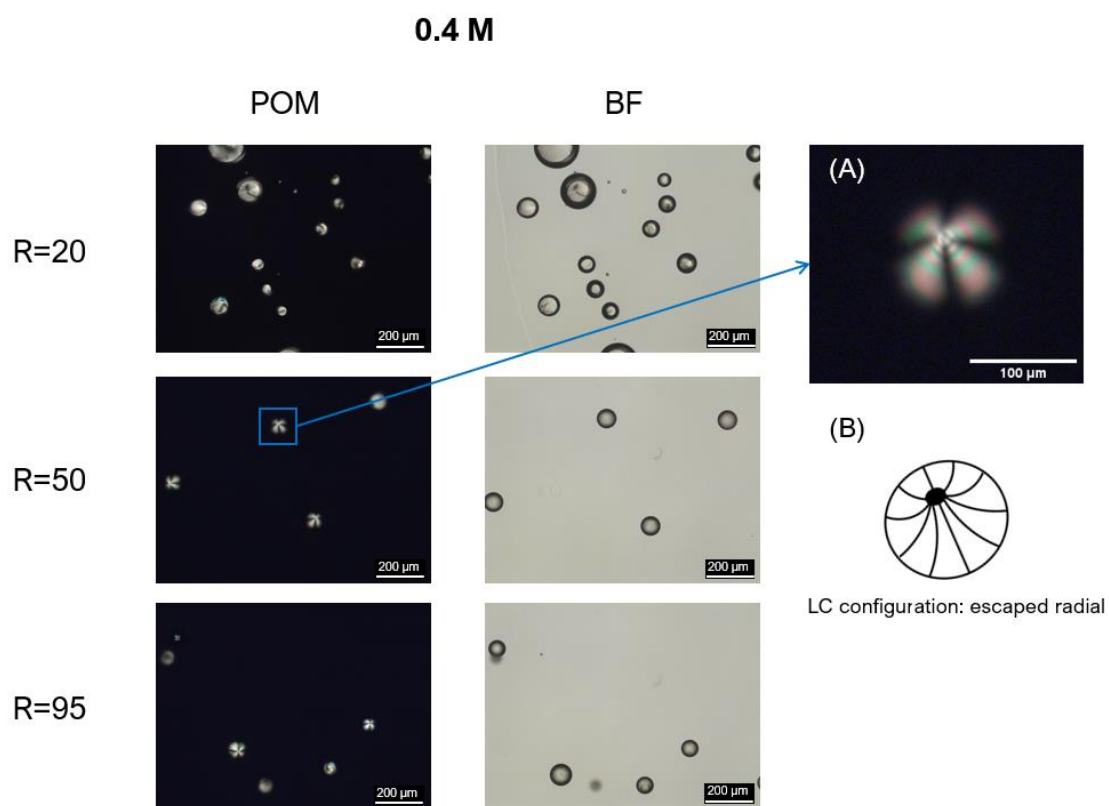 0.4 M
POM
BF
R=20
200 µm
200 µm
(A)
100 µm
R=50
200 µm
200 µm
(B)
LC configuration: escaped radial
R=95
200 µm
200 µm